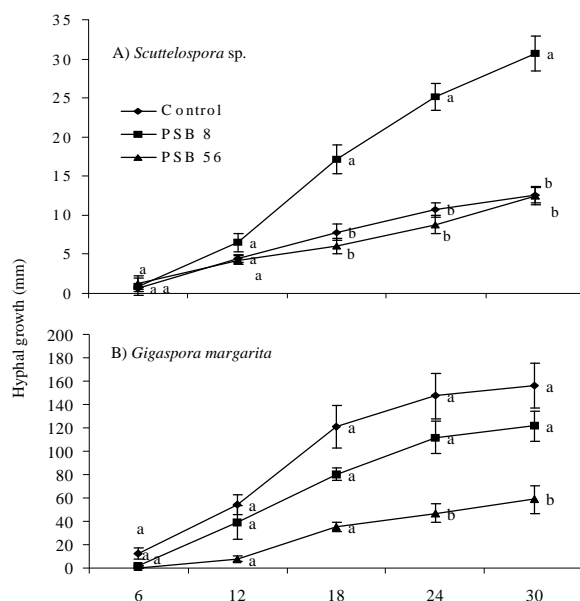 35
A) Scuttelospora sp.
30
a
25
a
Control
20
PSB 8
PSB 56
a
15
b
10
b
b
b
5
a
a
b
b
a
a
a a
0
Hyphal growth (mm)
200
B) Gigaspora margarita
180
160
a
140
a
120
a
a
100
a
80
a
60
a
b
40
a
b
20
a
a
a
a
a
0
6 12 18 24 30